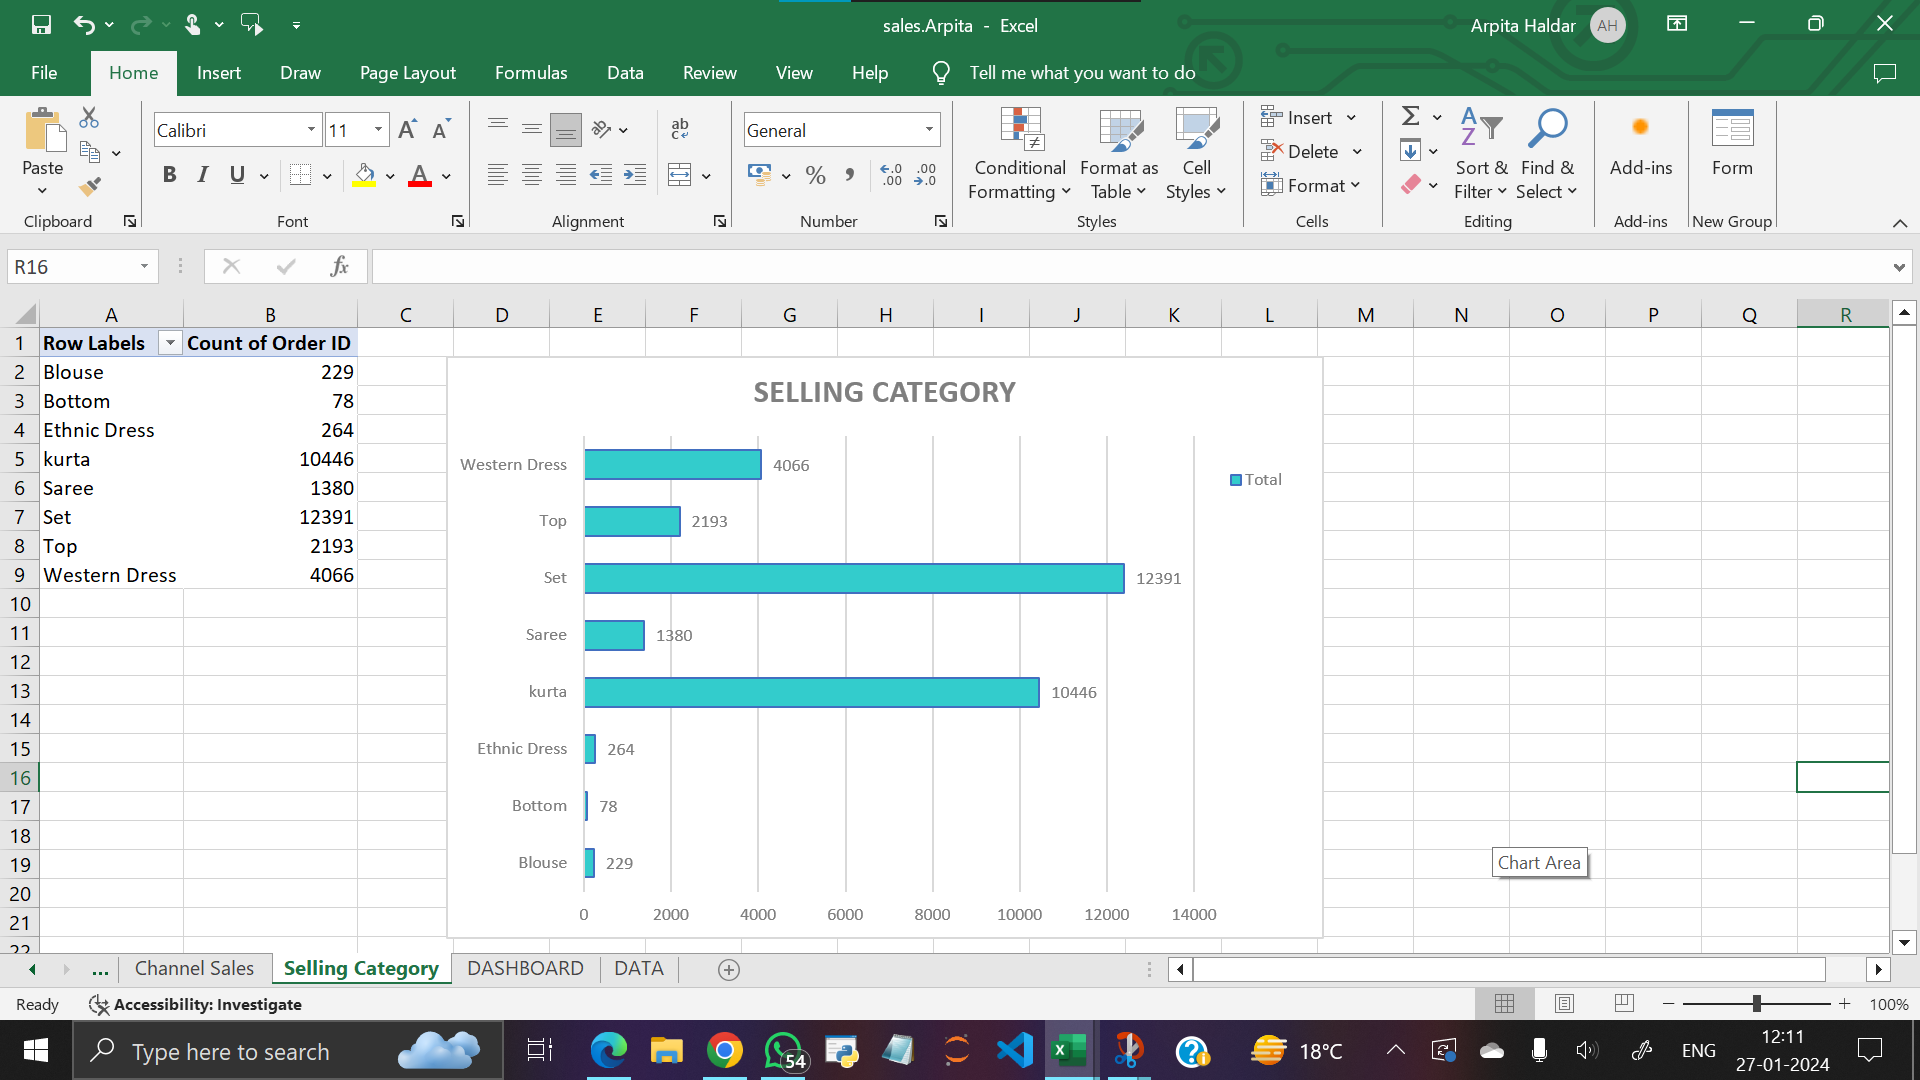 sales.Arpita - Excel
Arpita Haldar AH
File Home Insert Draw Page Layout Formulas Data Review View Help Tell me what you want to do
Paste
Clipboard
Calibri 11
B I U
Font
ab
Alignment
General
Number
Conditional Formatting
Format as Table
Cell Styles
Styles
Insert
Delete
Format
Cells
Sort & Filter
Find & Select
Editing
Add-ins
Add-ins
Form
New Group
R16
fx
A B C D E F G H I J K L M N O P Q R
1 Row Labels Count of Order ID
2 Blouse 229
3 Bottom 78
4 Ethnic Dress 264
5 kurta 10446
6 Saree 1380
7 Set 12391
8 Top 2193
9 Western Dress 4066
10
11
12
13
14
15
16
17
18
19
20
21
22
SELLING CATEGORY
Western Dress 4066
Top 2193
Set 12391
Saree 1380
kurta 10446
Ethnic Dress 264
Bottom 78
Blouse 229
0 2000 4000 6000 8000 10000 12000 14000
Total
Chart Area
... Channel Sales Selling Category DASHBOARD DATA
Ready Accessibility: Investigate
100%
Type here to search
54
18°C
ENG
12:11
27-01-2024